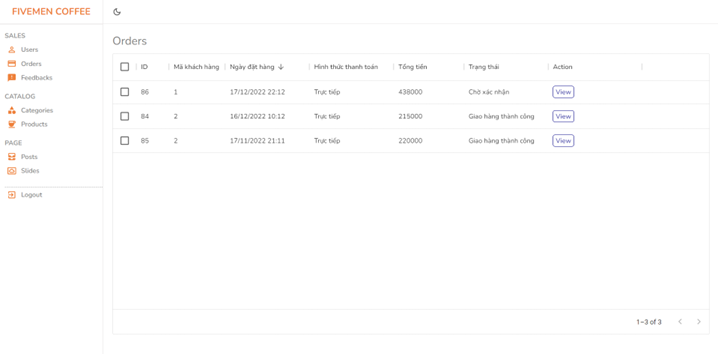 FIVEMEN COFFEE
SALES
Users
Orders
Feedbacks
CATALOG
Categories
Products
PAGE
Posts
Slides
Logout
Orders
ID Mã khách hàng Ngày đặt hàng Hình thức thanh toán Tổng tiền Trạng thái Action
86 1 17/12/2022 22:12 Trực tiếp 438000 Chờ xác nhận View
84 2 16/12/2022 10:12 Trực tiếp 215000 Giao hàng thành công View
85 2 17/11/2022 21:11 Trực tiếp 220000 Giao hàng thành công View
1–3 of 3